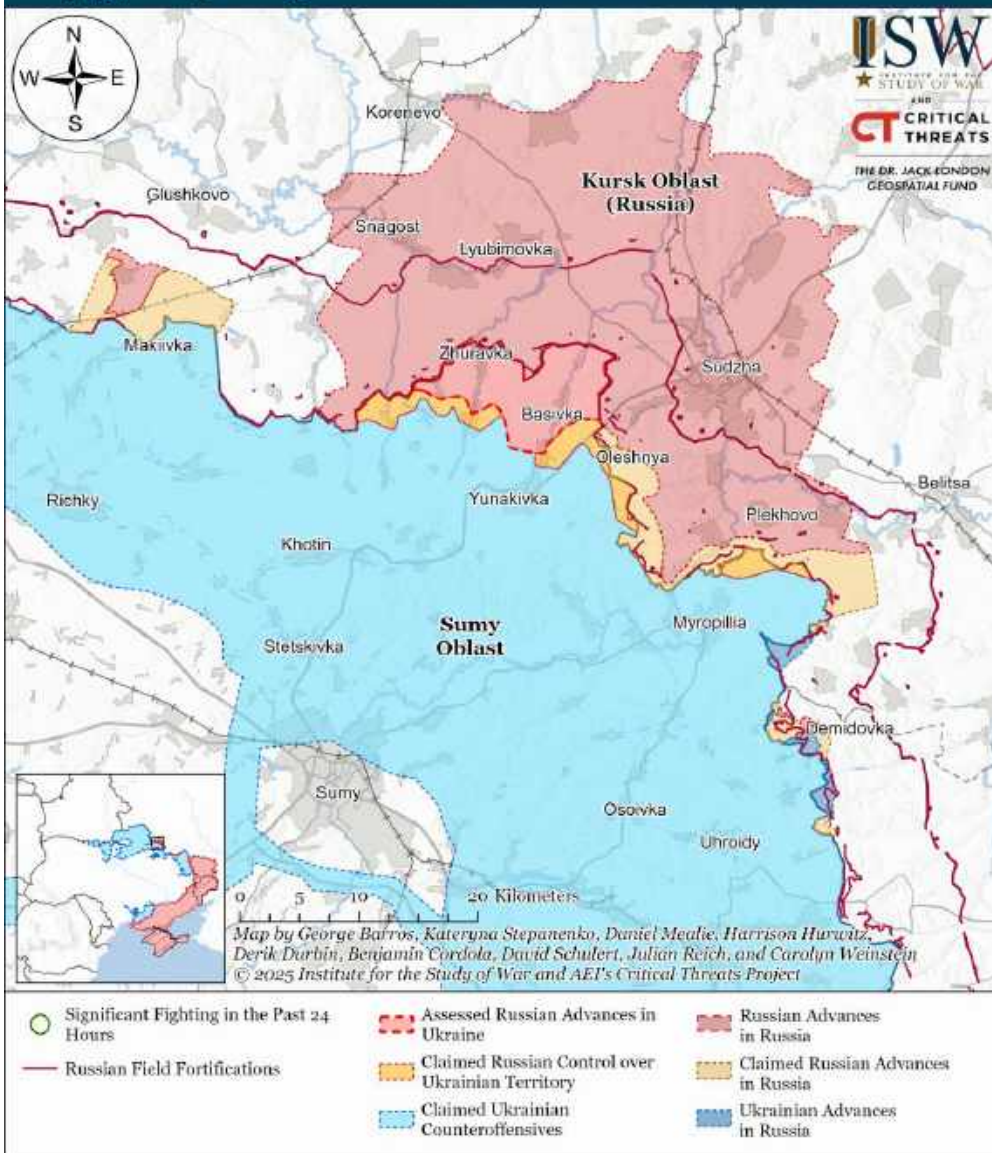 N
W E
S
ISW
INSTITUTE FOR THE
STUDY OF WAR
AND
CT CRITICAL
THREATS
THE DR. JACK LONDON
GEOSPATIAL FUND
Korenevo
Glushkovo
Kursk Oblast
(Russia)
Snagost
Lyubimovka
Makiivka
Zhuravka
Sudzha
Basivka
Oleshnya
Belitsa
Richky
Yunakivka
Plekhovo
Khotin
Myropillia
Sumy
Oblast
Stetskivka
Demidovka
Sumy
Osoivka
Uhroidy
0 5 10 20 Kilometers
Map by George Barros, Kateryna Stepanenko, Daniel Mealie, Harrison Hurwitz,
Derik Durbin, Benjamin Cordola, David Schulert, Julian Reich, and Carolyn Weinstein
© 2025 Institute for the Study of War and AEI's Critical Threats Project
Significant Fighting in the Past 24
Hours
Russian Field Fortifications
Assessed Russian Advances in
Ukraine
Claimed Russian Control over
Ukrainian Territory
Claimed Ukrainian
Counteroffensives
Russian Advances
in Russia
Claimed Russian Advances
in Russia
Ukrainian Advances
in Russia